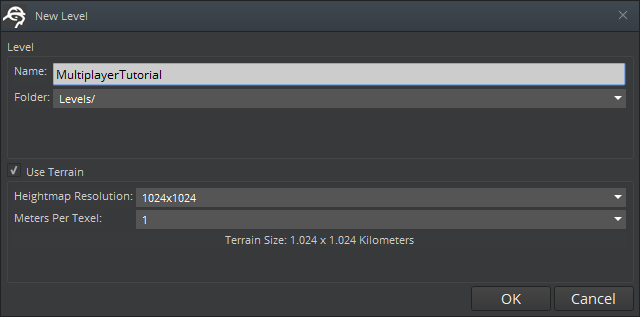 New Level
Level
Name: MultiplayerTutorial
Folder: Levels/
Use Terrain
Heightmap Resolution: 1024x1024
Meters Per Texel: 1
Terrain Size: 1.024 x 1.024 Kilometers
OK Cancel